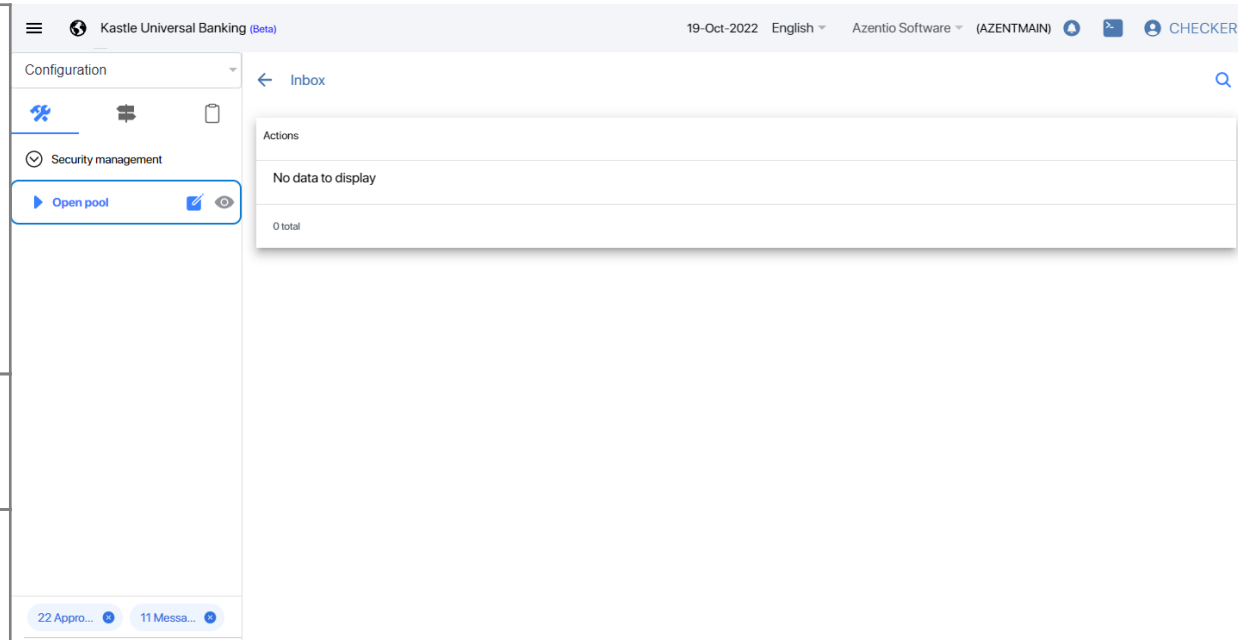 Kastle Universal Banking (Beta)
19-Oct-2022 English Azentio Software (AZENTMAIN) CHECKER
Configuration
Inbox
Security management
Open pool
Actions
No data to display
0 total
22 Appro... 11 Messa...